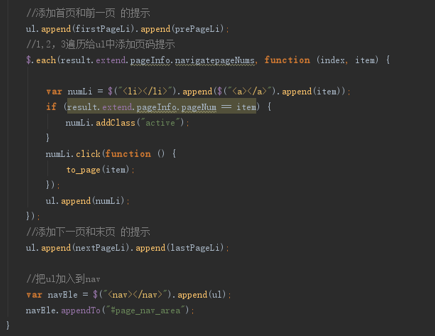 //添加首页和前一页 的提示
ul.append(firstPageLi).append(prePageLi);
//1,2，3遍历给ul中添加页码提示
$.each(result.extend.pageInfo.navigatepageNums, function (index, item) {
var numLi = $("<li></li>").append($("<a></a>").append(item));
if (result.extend.pageInfo.pageNum == item) {
numLi.addClass("active");
}
numLi.click(function () {
to_page(item);
});
ul.append(numLi);
});
//添加下一页和末页 的提示
ul.append(nextPageLi).append(lastPageLi);
//把ul加入到nav
var navEle = $("<nav></nav>").append(ul);
navEle.appendTo("#page_nav_area");
}